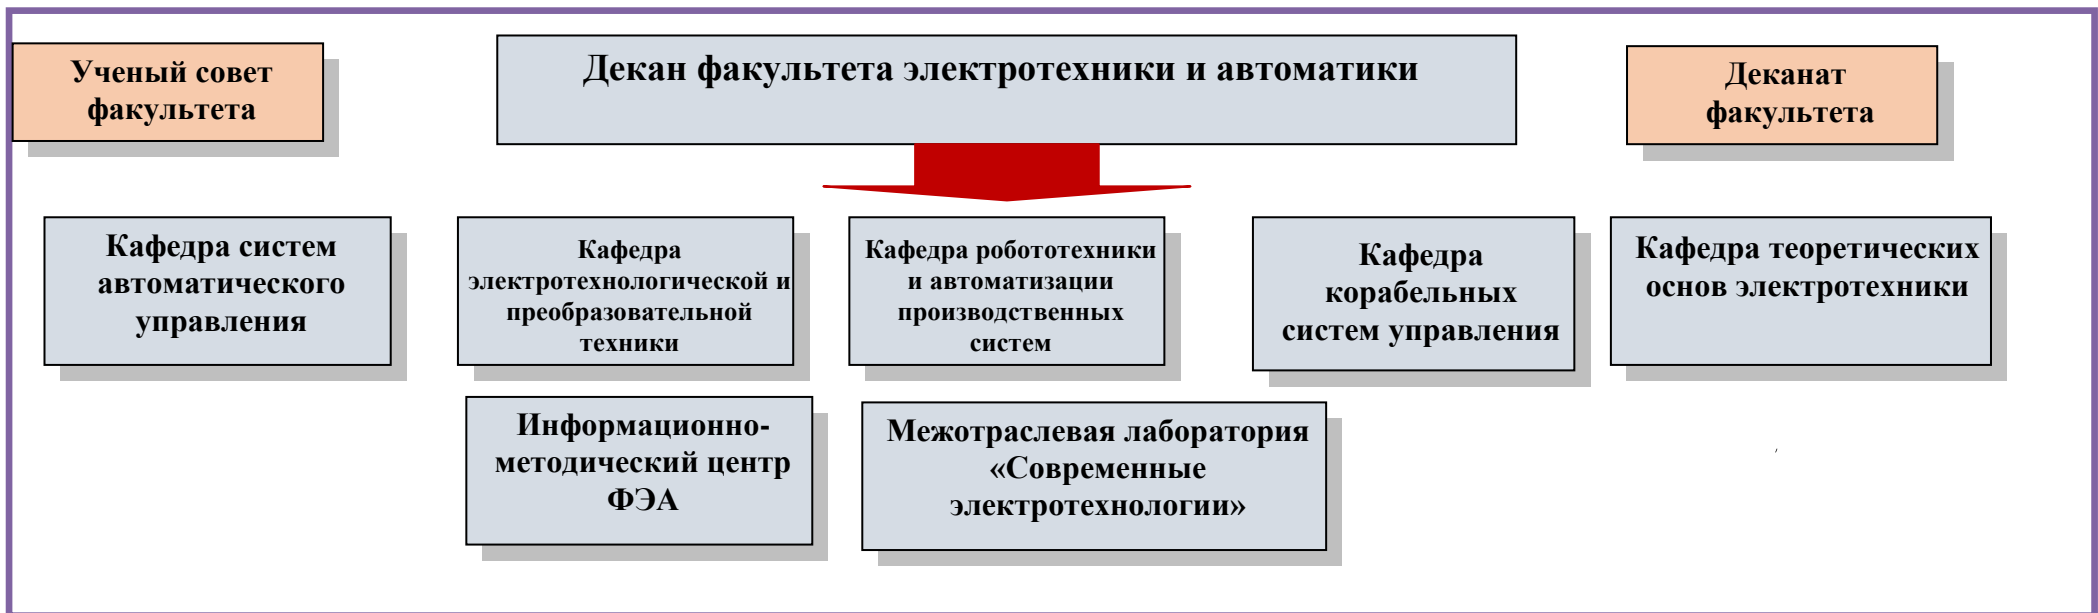 Ученый совет
факультета
Декан факультета электротехники и автоматики
Деканат
факультета
Кафедра систем
автоматического
управления
Кафедра
электротехнологической и
преобразовательной
техники
Кафедра робототехники
и автоматизации
производственных
систем
Кафедра
корабельных
систем управления
Кафедра теоретических
основ электротехники
Информационно-
методический центр
ФЭА
Межотраслевая лаборатория
«Современные
электротехнологии»
,